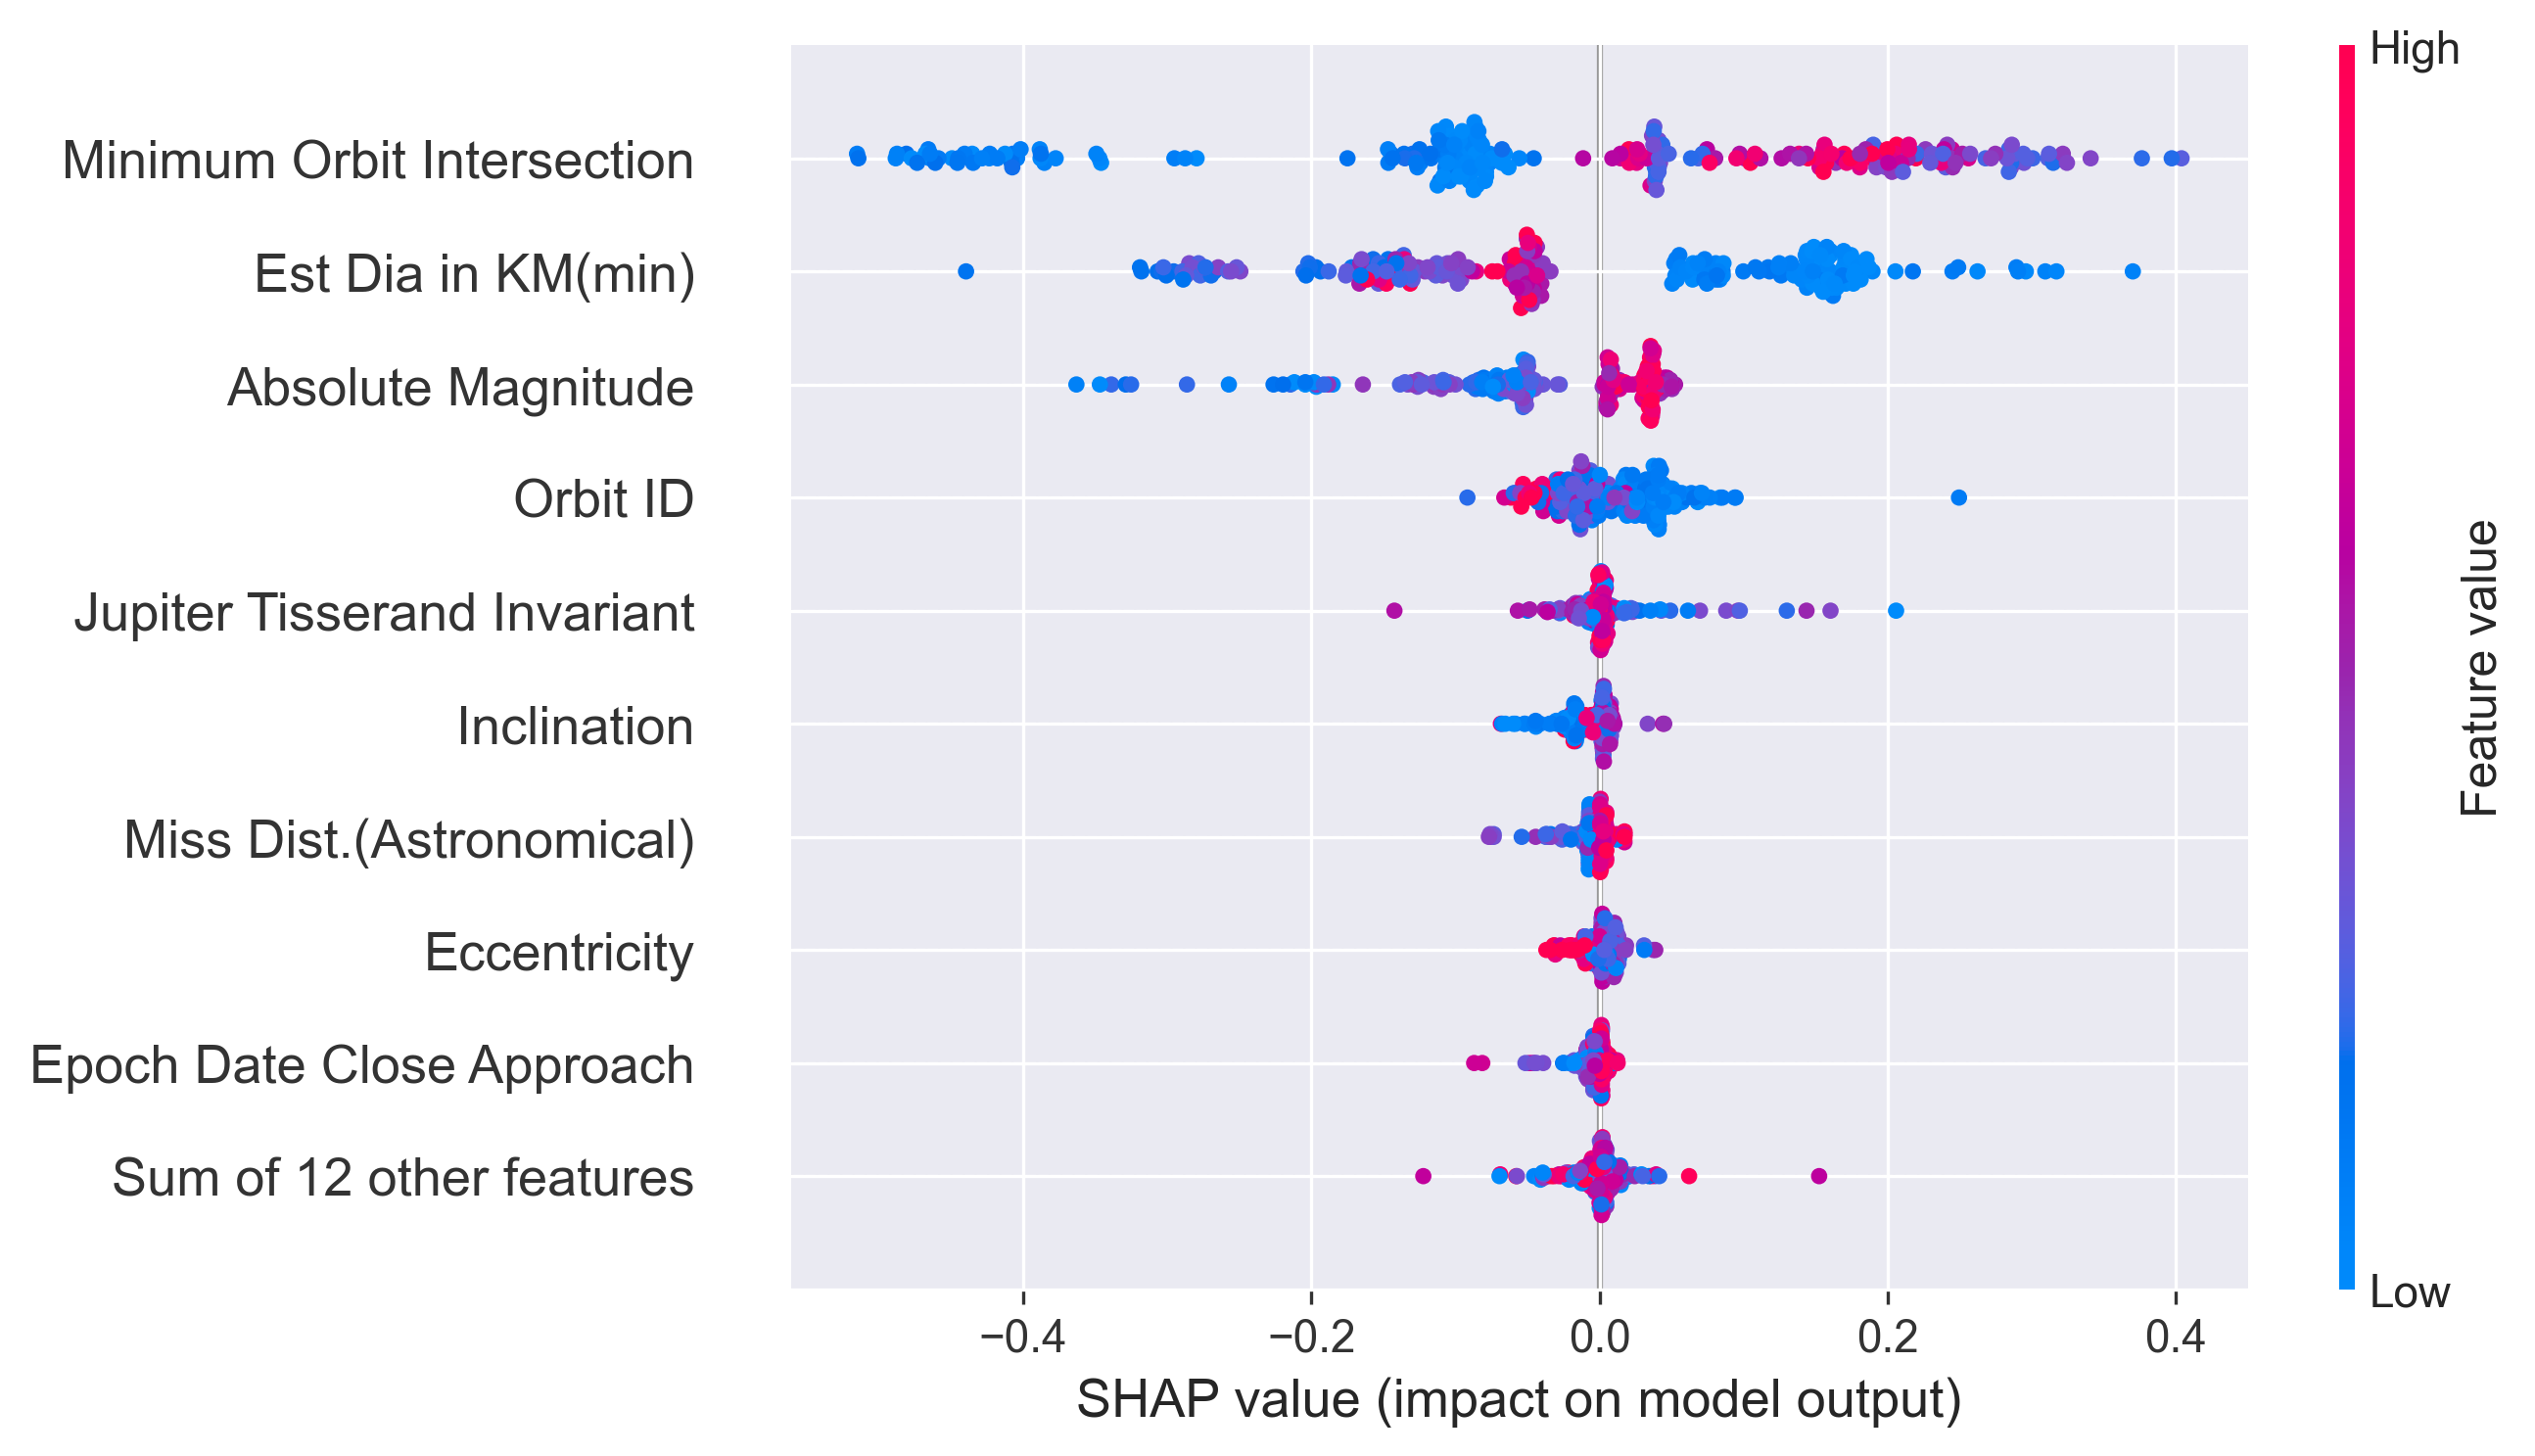 High
Minimum Orbit Intersection
Est Dia in KM(min)
Absolute Magnitude
Orbit ID
Jupiter Tisserand Invariant
Inclination
Miss Dist.(Astronomical)
Eccentricity
Epoch Date Close Approach
Sum of 12 other features
Feature value
Low
−0.4 −0.2 0.0 0.2 0.4
SHAP value (impact on model output)